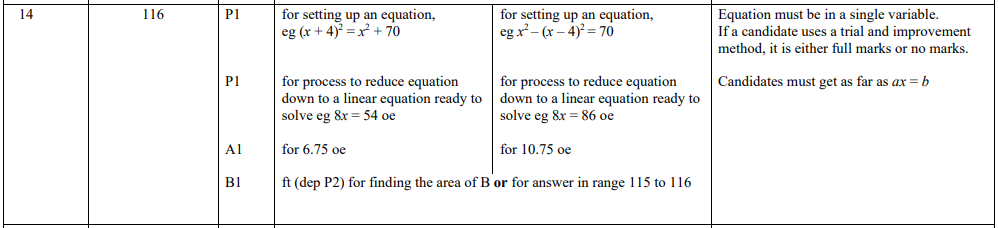 14
116
P1
for setting up an equation,
eg (x + 4)² = x² + 70
for setting up an equation,
eg x² – (x – 4)² = 70
Equation must be in a single variable.
If a candidate uses a trial and improvement
method, it is either full marks or no marks.
P1
for process to reduce equation
down to a linear equation ready to
solve eg 8x = 54 oe
for process to reduce equation
down to a linear equation ready to
solve eg 8x = 86 oe
Candidates must get as far as ax = b
A1
for 6.75 oe
for 10.75 oe
B1
ft (dep P2) for finding the area of B or for answer in range 115 to 116